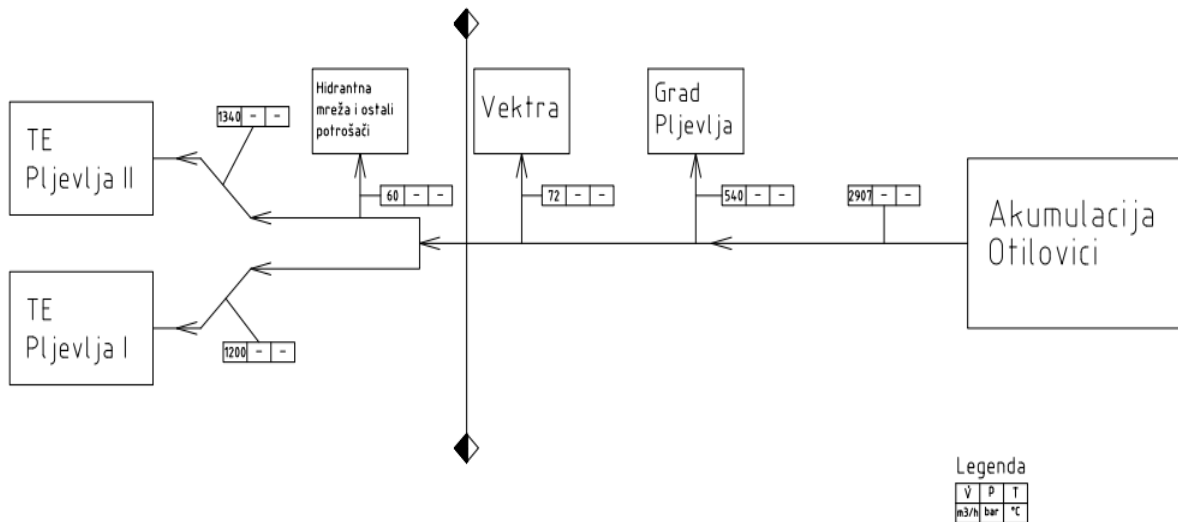 Hidrantna
mreža i ostali
potrošači
Vektra
Grad
Pljevlja
TE
Pljevlja II
1340 - -
60 - -
72 - -
540 - -
2907 - -
Akumulacija
Otilovici
TE
Pljevlja I
1200 - -
Legenda
V̇ P T
m3/h bar °C